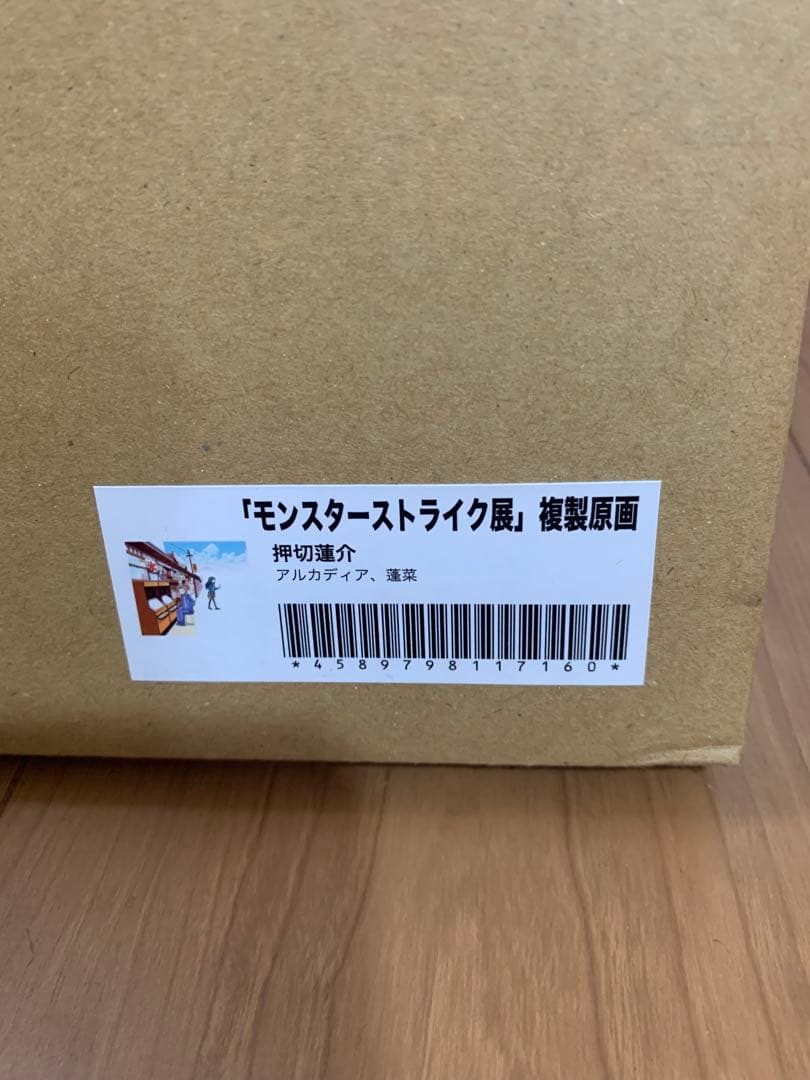 「モンスターストライク展」複製原画
押切蓮介
アルカディア、蓬菜
*4589798117160*